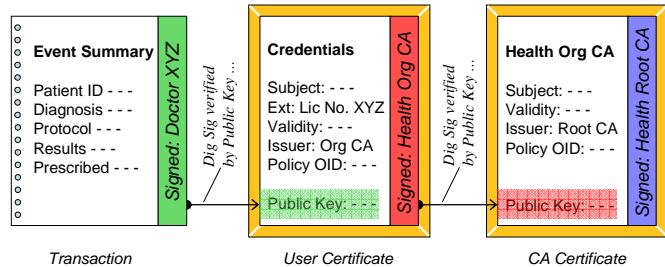 Event Summary
Patient ID - - -
Diagnosis - - -
Protocol - - -
Results - - -
Prescribed - - -
Signed: Doctor XYZ
Dig Sig verified
by Public Key ...
Credentials
Subject: - - -
Ext: Lic No. XYZ
Validity: - - -
Issuer: Org CA
Policy OID: - - -
Public Key: - - -
Signed: Health Org CA
Dig Sig verified
by Public Key ...
Health Org CA
Subject: - - -
Validity: - - -
Issuer: Root CA
Policy OID: - - -
Public Key: - - -
Signed: Health Root CA
Transaction
User Certificate
CA Certificate